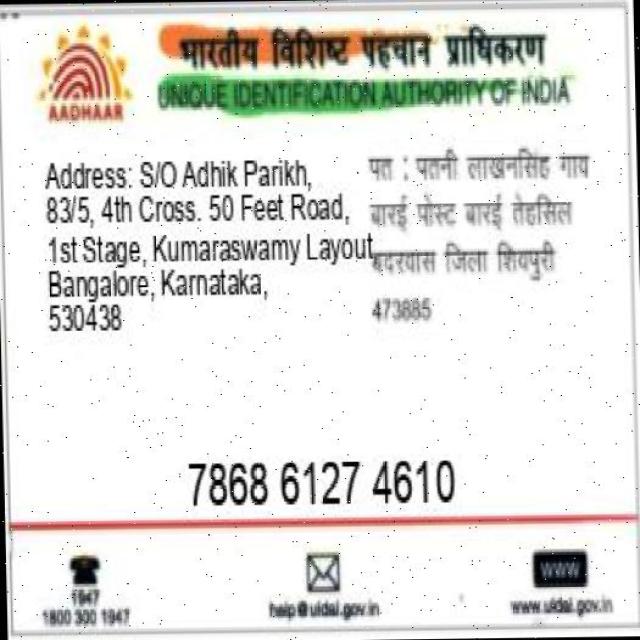 भारतीय विशिष्ट पहचान प्राधिकरण
UNIQUE IDENTIFICATION AUTHORITY OF INDIA
AADHAAR
Address: S/O Adhik Parikh,
83/5, 4th Cross. 50 Feet Road,
1st Stage, Kumaraswamy Layout
Bangalore, Karnataka,
530438
पत : पतनी लाखनसिंह गाव
बारई पोस्ट बारई तेहसिल
बदरवास जिला शिवपुरी
473885
7868 6127 4610
1947
1800 300 1947
help@uidai.gov.in
www
www.uidai.gov.in